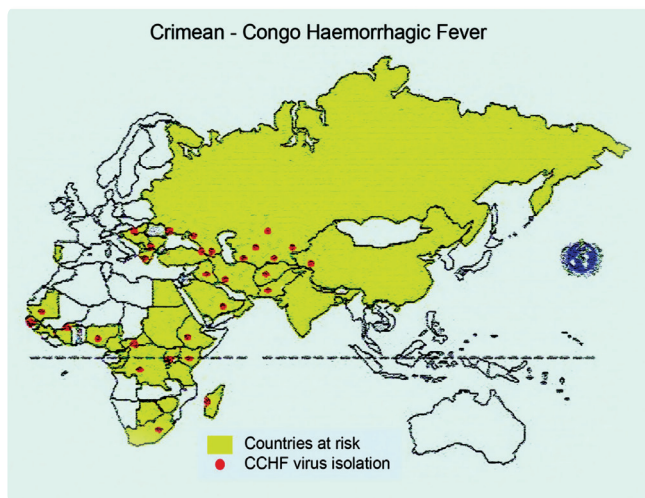 Crimean - Congo Haemorrhagic Fever
Countries at risk
CCHF virus isolation